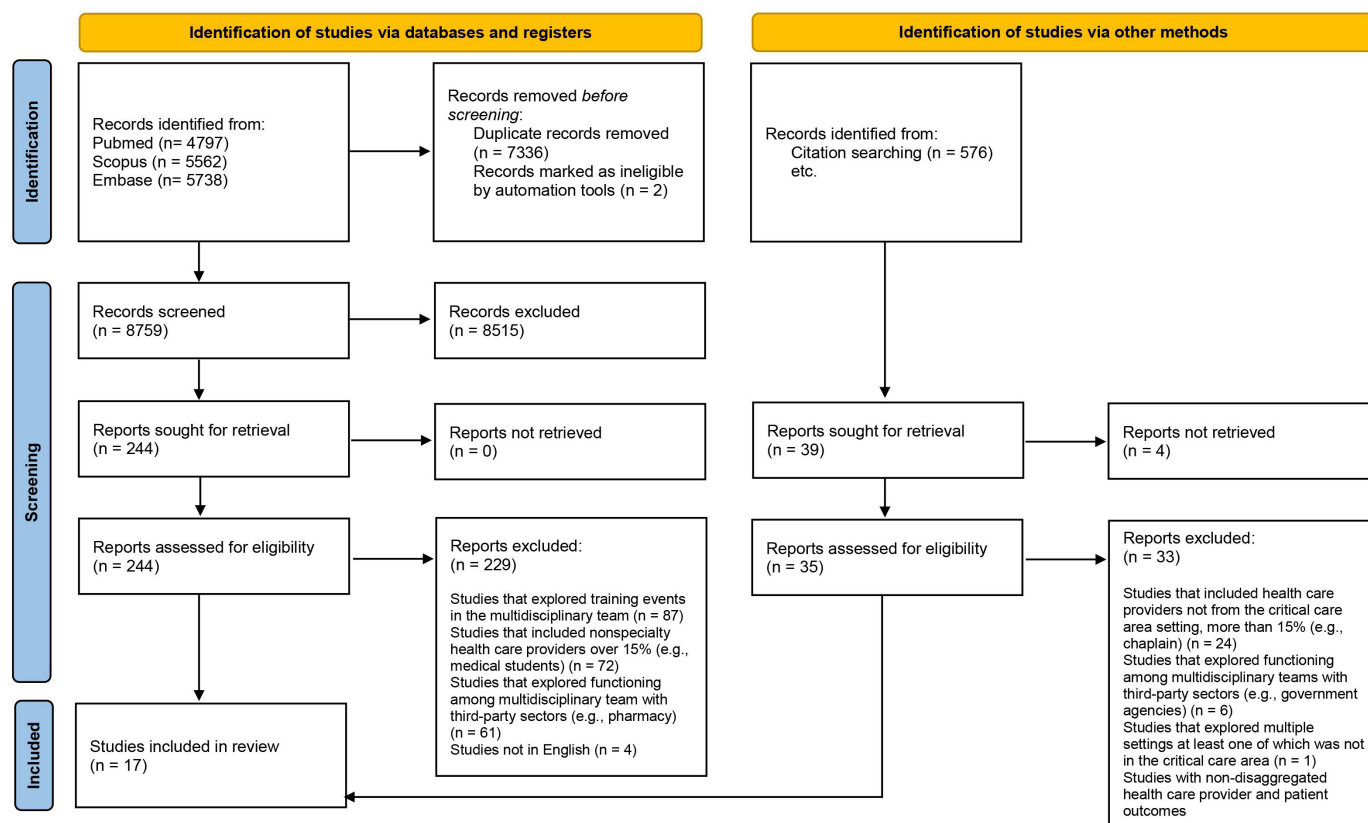 Identification of studies via databases and registers
Identification of studies via other methods
Identification
Records identified from:
Pubmed (n= 4797)
Scopus (n = 5562)
Embase (n= 5738)
Records removed before
screening:
Duplicate records removed
(n = 7336)
Records marked as ineligible
by automation tools (n = 2)
Records identified from:
Citation searching (n = 576)
etc.
Screening
Records screened
(n = 8759)
Records excluded
(n = 8515)
Reports sought for retrieval
(n = 244)
Reports not retrieved
(n = 0)
Reports sought for retrieval
(n = 39)
Reports not retrieved
(n = 4)
Reports assessed for eligibility
(n = 244)
Reports excluded:
(n = 229)
Studies that explored training events
in the multidisciplinary team (n = 87)
Studies that included nonspecialty
health care providers over 15% (e.g.,
medical students) (n = 72)
Studies that explored functioning
among multidisciplinary team with
third-party sectors (e.g., pharmacy)
(n = 61)
Studies not in English (n = 4)
Reports assessed for eligibility
(n = 35)
Reports excluded:
(n = 33)
Studies that included health care
providers not from the critical care
area setting, more than 15% (e.g.,
chaplain) (n = 24)
Studies that explored functioning
among multidisciplinary teams with
third-party sectors (e.g., government
agencies) (n = 6)
Studies that explored multiple
settings at least one of which was not
in the critical care area (n = 1)
Studies with non-disaggregated
health care provider and patient
outcomes
Included
Studies included in review
(n = 17)